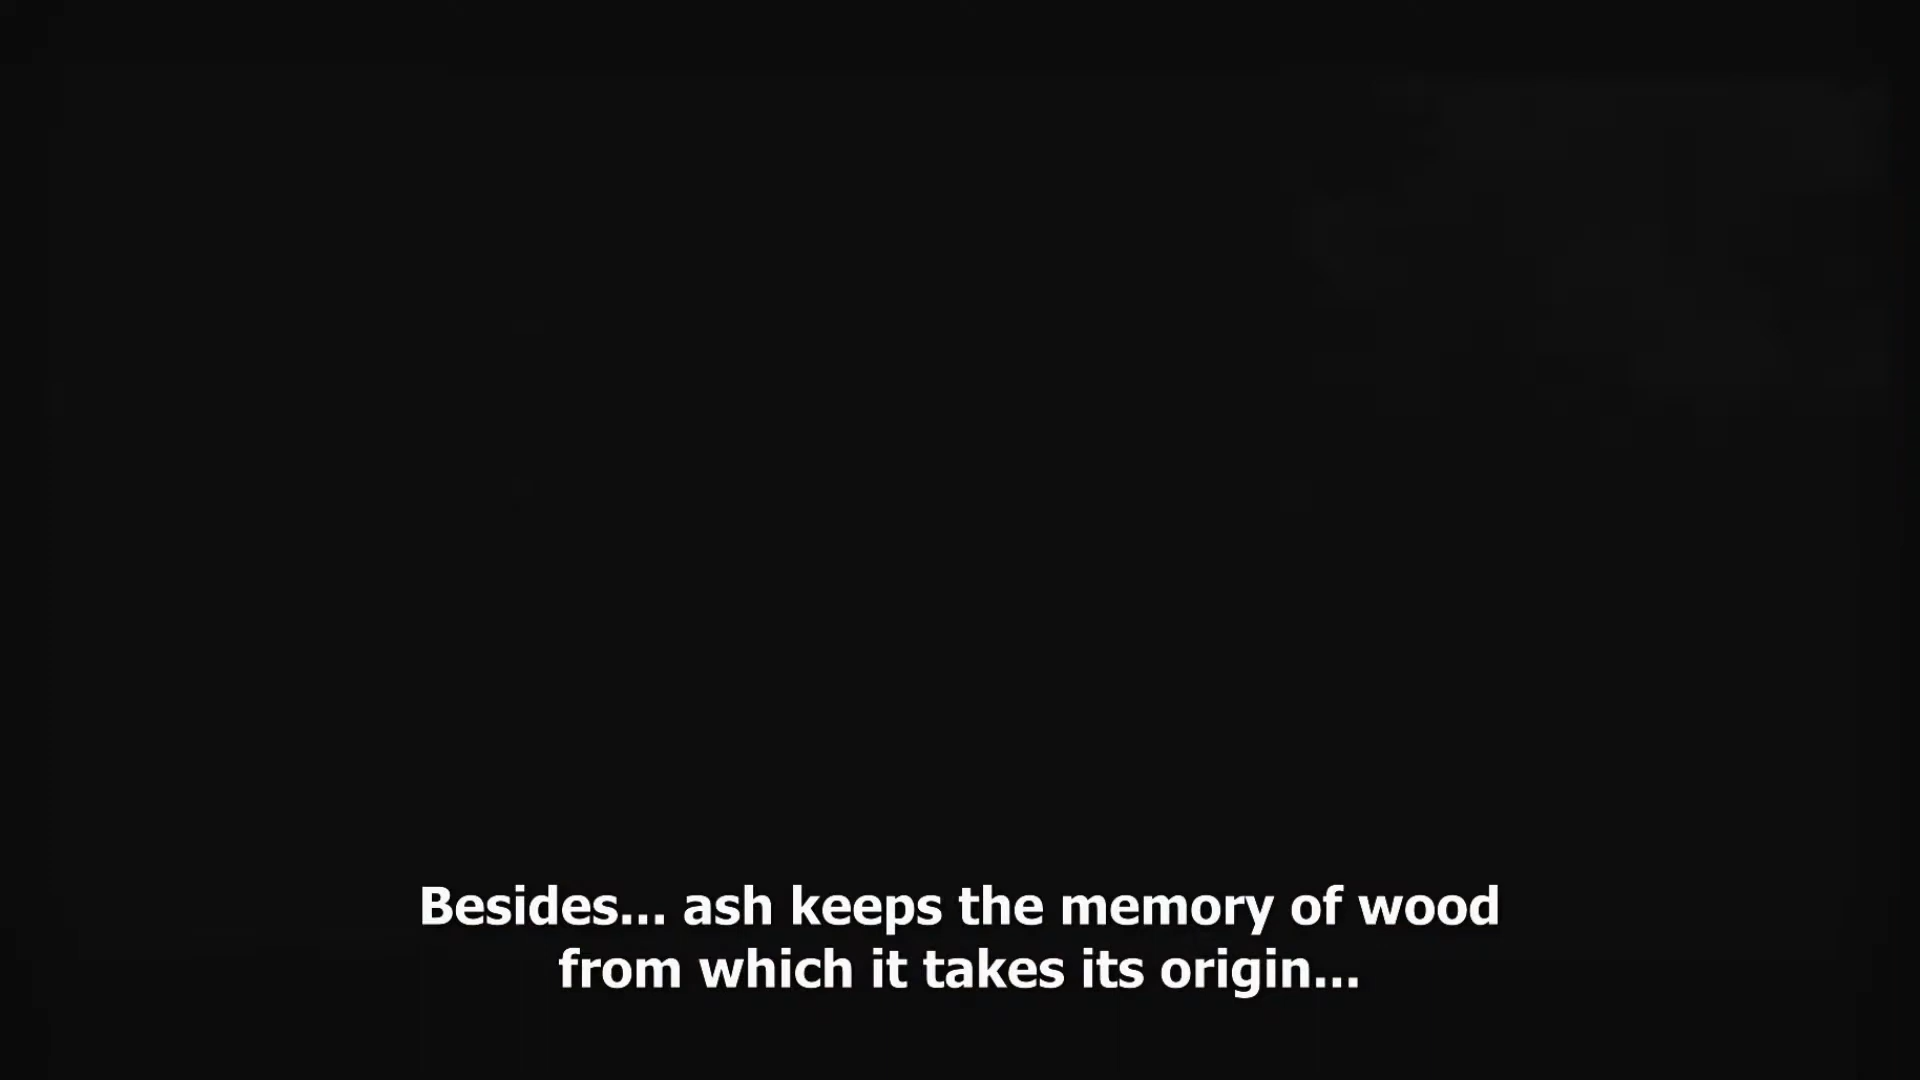 Besides... ash keeps the memory of wood
from which it takes its origin...